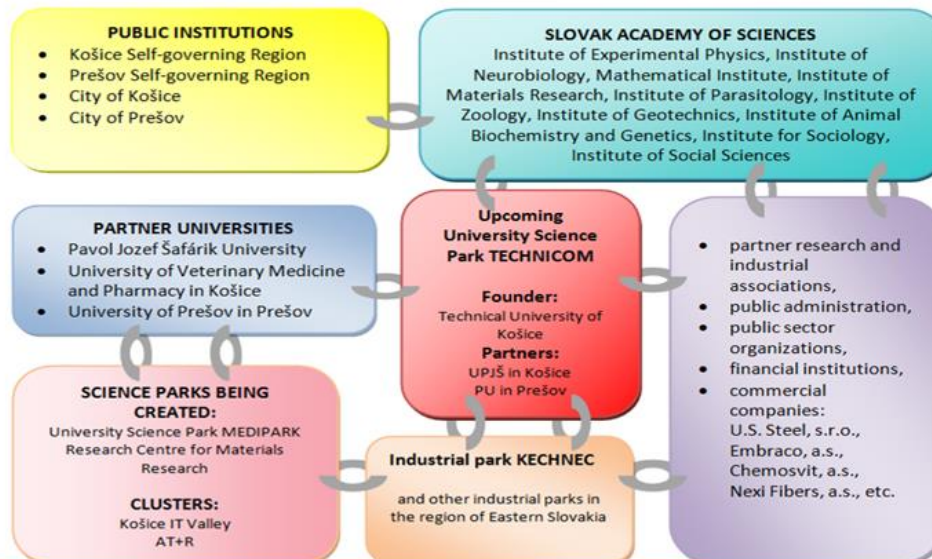 PUBLIC INSTITUTIONS
• Košice Self-governing Region
• Prešov Self-governing Region
• City of Košice
• City of Prešov
SLOVAK ACADEMY OF SCIENCES
Institute of Experimental Physics, Institute of
Neurobiology, Mathematical Institute, Institute of
Materials Research, Institute of Parasitology, Institute of
Zoology, Institute of Geotechnics, Institute of Animal
Biochemistry and Genetics, Institute for Sociology,
Institute of Social Sciences
PARTNER UNIVERSITIES
• Pavol Jozef Šafárik University
• University of Veterinary Medicine
and Pharmacy in Košice
• University of Prešov in Prešov
Upcoming
University Science
Park TECHNICOM
Founder:
Technical University of
Košice
Partners:
UPJŠ in Košice
PU in Prešov
• partner research and
industrial
associations,
• public administration,
• public sector
organizations,
• financial institutions,
• commercial
companies:
U.S. Steel, s.r.o.,
Embraco, a.s.,
Chemosvit, a.s.,
Nexi Fibers, a.s., etc.
SCIENCE PARKS BEING
CREATED:
University Science Park MEDIPARK
Research Centre for Materials
Research
CLUSTERS:
Košice IT Valley
AT+R
Industrial park KECHNEC
and other industrial parks in
the region of Eastern Slovakia